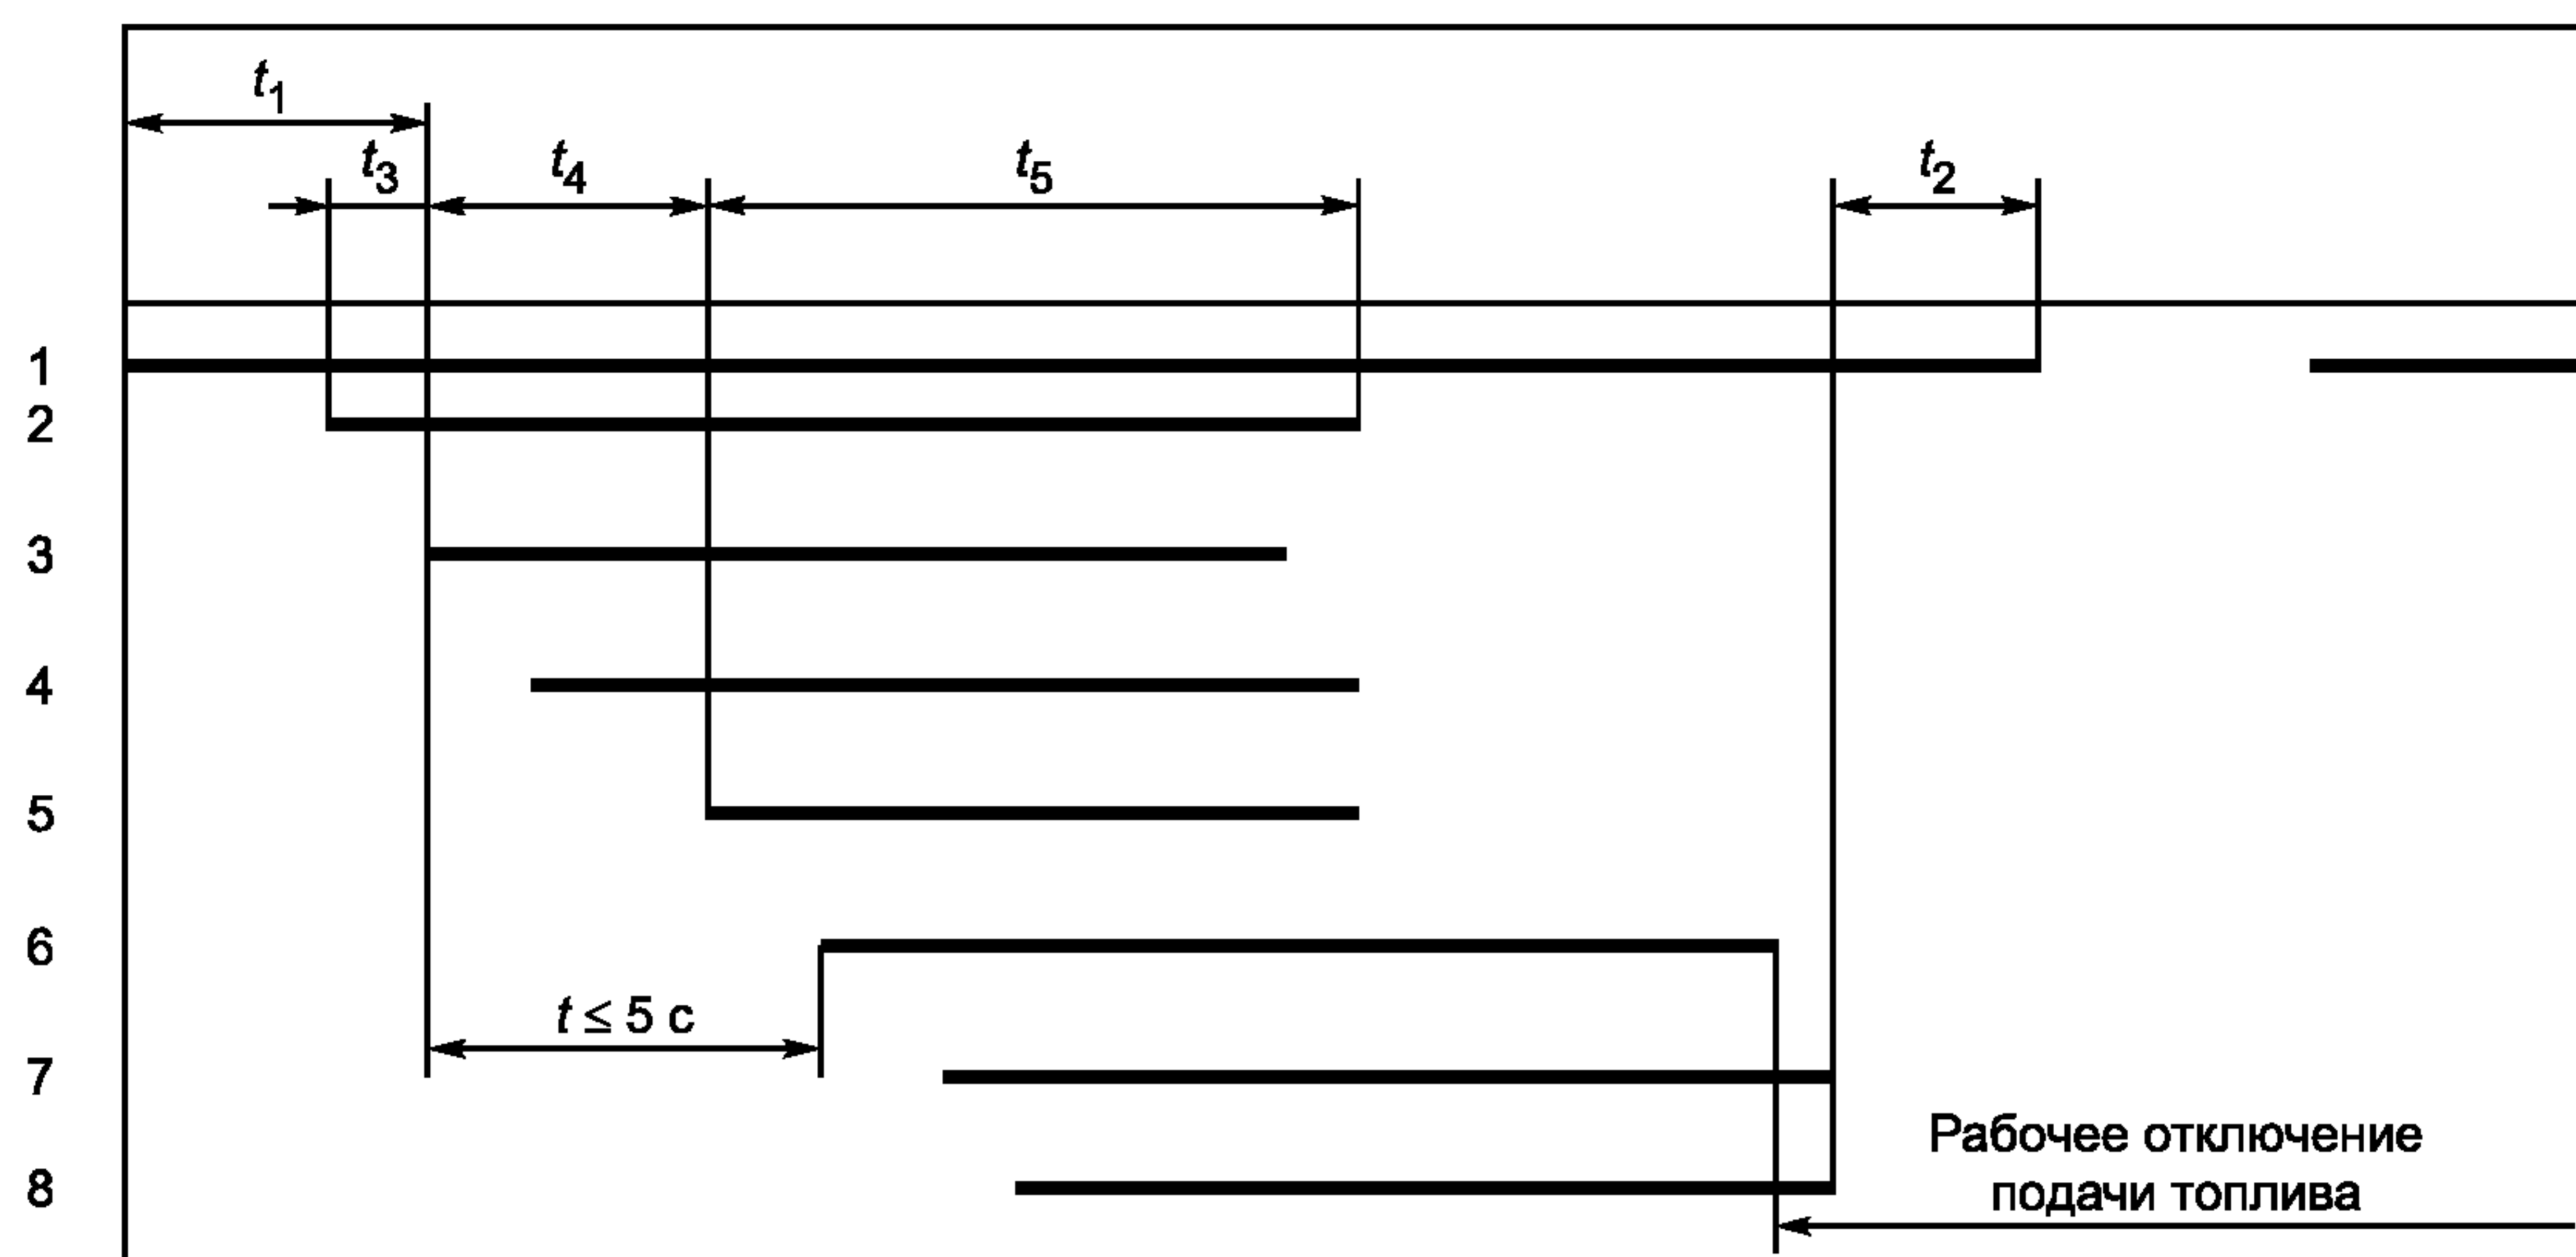 t1
t3 t4 t5 t2
1
2
3
4
5
6
t ≤ 5 с
7
Рабочее отключение
подачи топлива
8